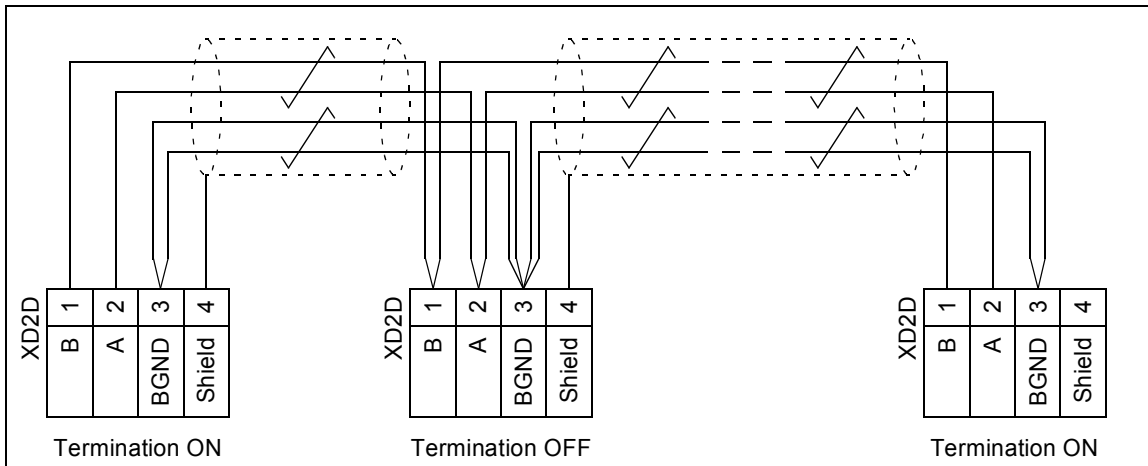 XD2D
1 2 3 4
B A BGND Shield
Termination ON
XD2D
1 2 3 4
B A BGND Shield
Termination OFF
XD2D
1 2 3 4
B A BGND Shield
Termination ON